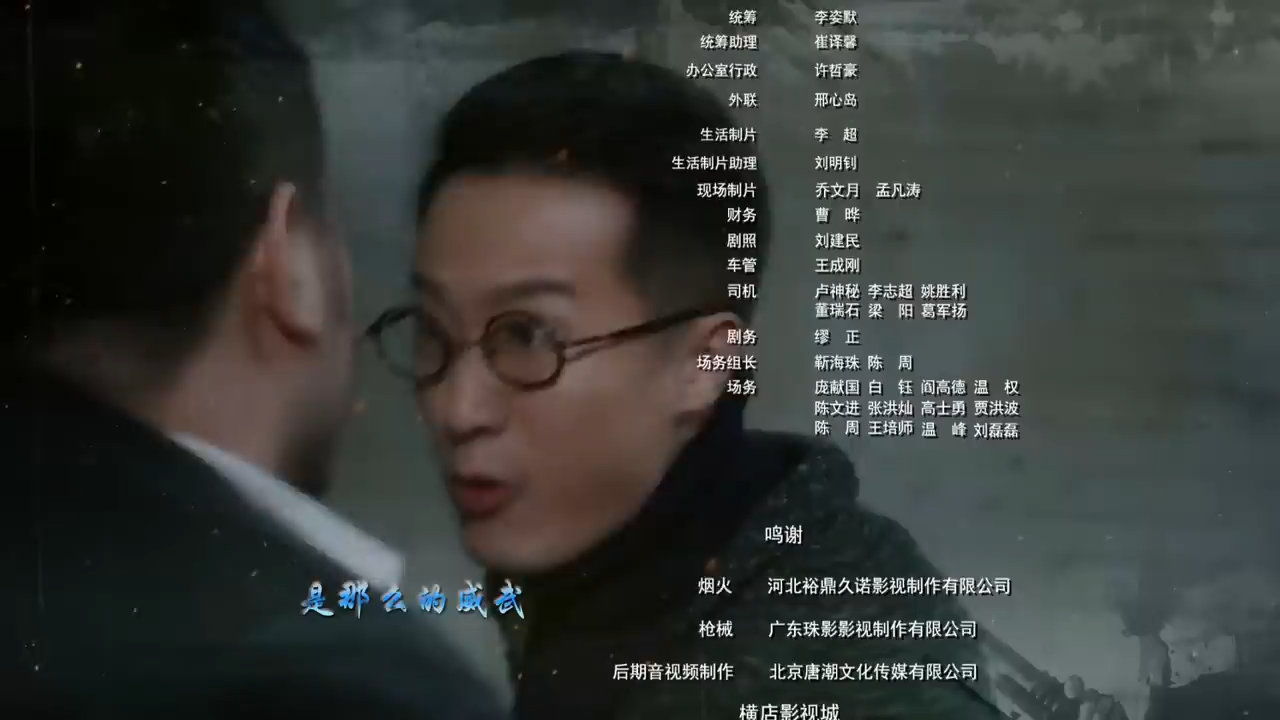 统筹 李姿默
统筹助理 崔译馨
办公室行政 许哲豪
外联 邢心岛
生活制片 李 超
生活制片助理 刘明钊
现场制片 乔文月 孟凡涛
财务 曹 晔
剧照 刘建民
车管 王成刚
司机 卢神秘 李志超 姚胜利
董瑞石 梁 阳 葛军扬
剧务 缪 正
场务组长 靳海珠 陈 周
场务 庞献国 白 钰 阎高德 温 权
陈文进 张洪灿 高士勇 贾洪波
陈 周 王培师 温 峰 刘磊磊
鸣谢
是那么的威武
烟火 河北裕鼎久诺影视制作有限公司
枪械 广东珠影影视制作有限公司
后期音视频制作 北京唐潮文化传媒有限公司
横店影视城